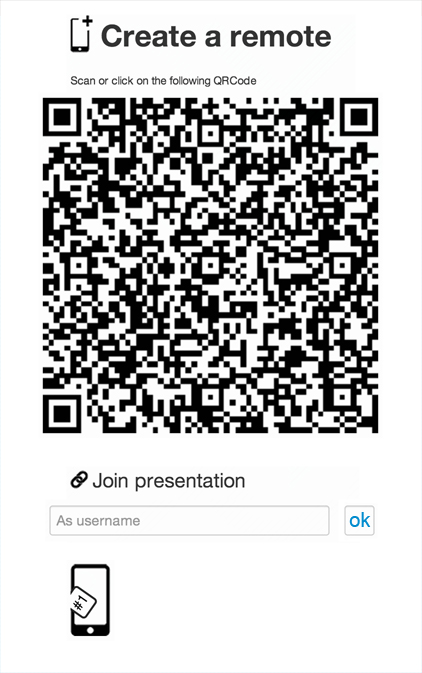 Create a remote
Scan or click on the following QRCode
Join presentation
As username
ok
#1